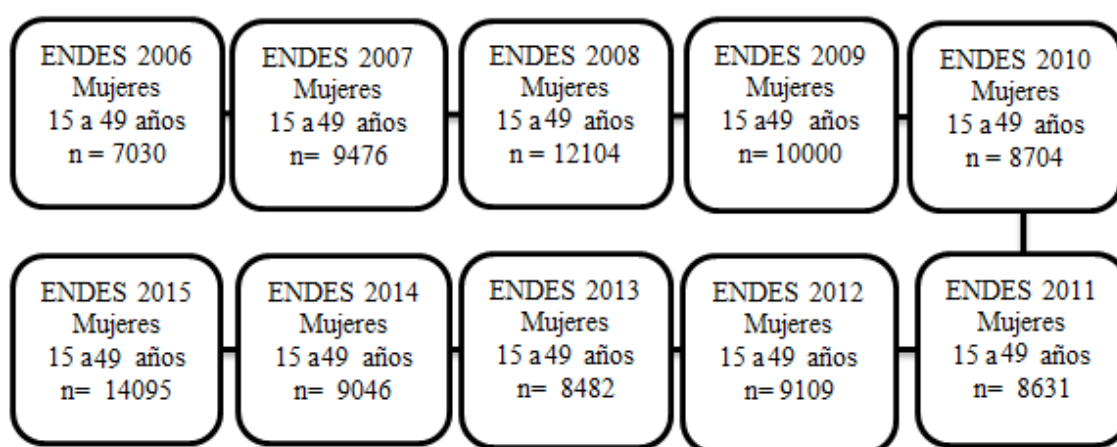 ENDES 2006
Mujeres
15 a 49 años
n = 7030
ENDES 2007
Mujeres
15 a 49 años
n= 9476
ENDES 2008
Mujeres
15 a 49 años
n = 12104
ENDES 2009
Mujeres
15 a49 años
n= 10000
ENDES 2010
Mujeres
15 a 49 años
n = 8704
ENDES 2015
Mujeres
15 a49 años
n= 14095
ENDES 2014
Mujeres
15 a 49 años
n= 9046
ENDES 2013
Mujeres
15 a 49 años
n= 8482
ENDES 2012
Mujeres
15 a 49 años
n= 9109
ENDES 2011
Mujeres
15 a 49 años
n= 8631